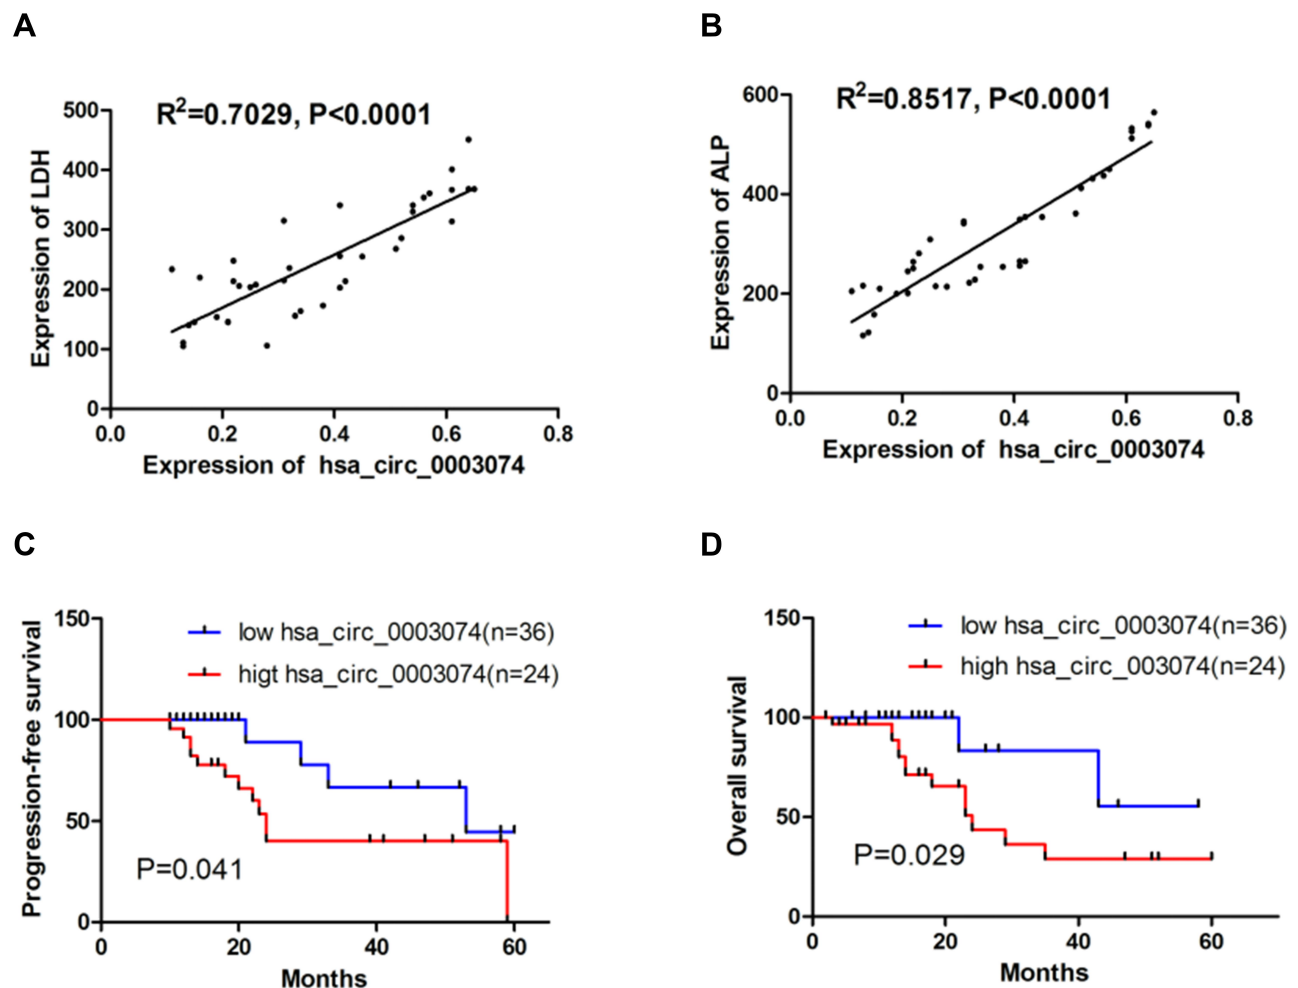 A
R2=0.7029, P<0.0001
Expression of LDH
500
400
300
200
100
0
0.0 0.2 0.4 0.6 0.8
Expression of hsa_circ_0003074
B
R2=0.8517, P<0.0001
Expression of ALP
600
400
200
0
0.0 0.2 0.4 0.6 0.8
Expression of hsa_circ_0003074
C
low hsa_circ_0003074(n=36)
higt hsa_circ_0003074(n=24)
Progression-free survival
150
100
50
0
P=0.041
0 20 40 60
Months
D
low hsa_circ_0003074(n=36)
high hsa_circ_003074(n=24)
Overall survival
150
100
50
0
P=0.029
0 20 40 60
Months